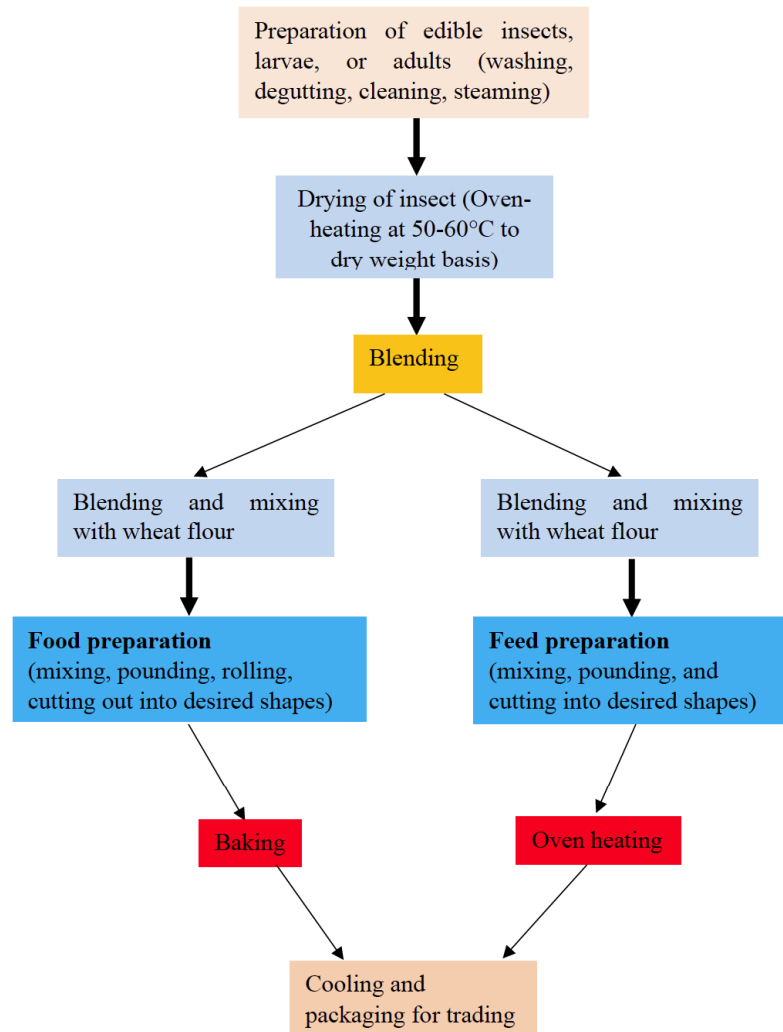 Preparation of edible insects,
larvae, or adults (washing,
degutting, cleaning, steaming)
Drying of insect (Oven-
heating at 50-60°C to
dry weight basis)
Blending
Blending and mixing
with wheat flour
Blending and mixing
with wheat flour
Food preparation
(mixing, pounding, rolling,
cutting out into desired shapes)
Feed preparation
(mixing, pounding, and
cutting into desired shapes)
Baking
Oven heating
Cooling and
packaging for trading